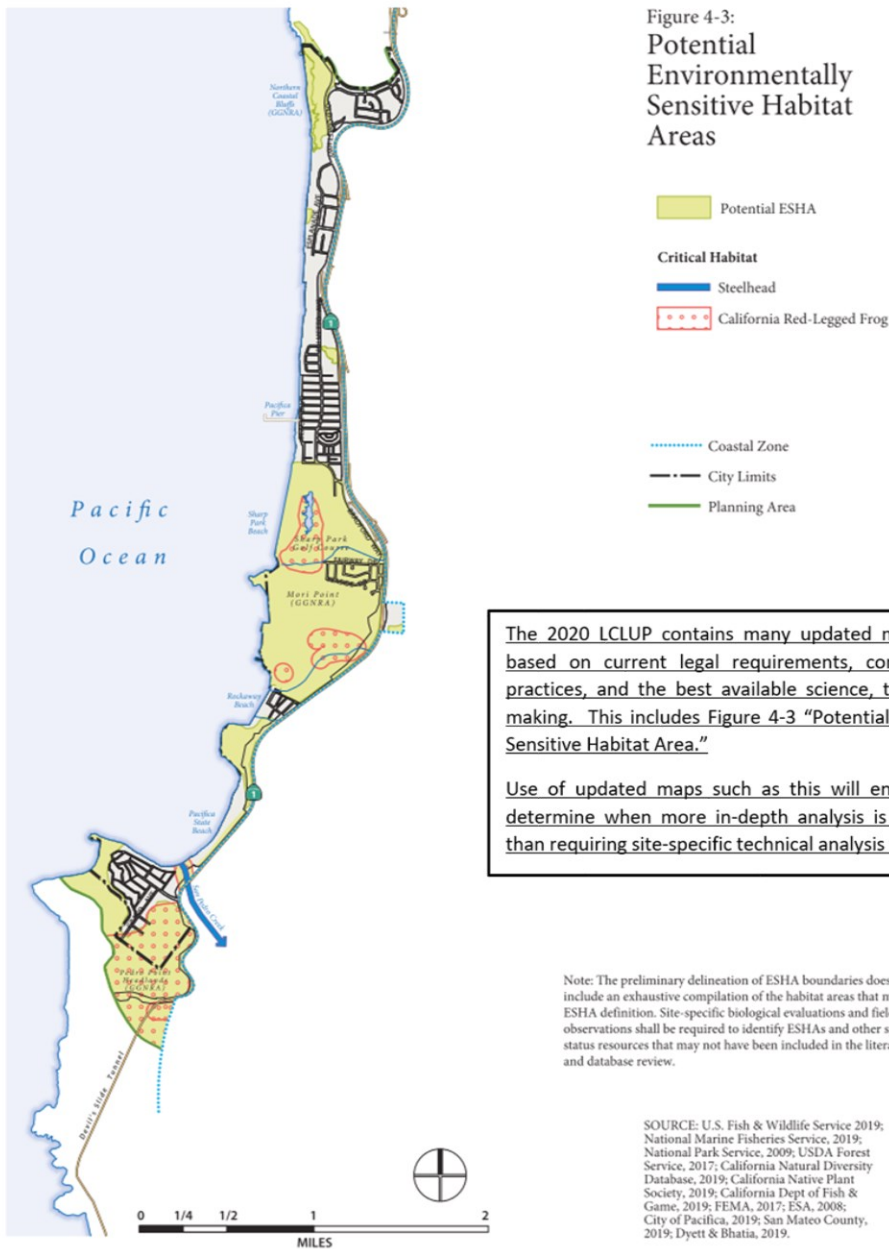 Figure 4-3:
Potential
Environmentally
Sensitive Habitat
Areas
Potential ESHA
Critical Habitat
Steelhead
California Red-Legged Frog
Coastal Zone
City Limits
Planning Area
Northern
Coastal
Bluffs
(GGNRA)
ESPLANADE AVE
1
Pacifica
Pier
Pacific
Ocean
Sharp
Park
Beach
Sharp Park
Golf Course
Mori Point
(GGNRA)
Rockaway
Beach
1
Pacifica
State
Beach
San Pedro Creek
Pedro Point
Headlands
(GGNRA)
Devil's Slide Tunnel
The 2020 LCLUP contains many updated
based on current legal requirements,
practices, and the best available science,
making. This includes Figure 4-3 “Potential
Sensitive Habitat Area.”
Use of updated maps such as this will
determine when more in-depth analysis is
than requiring site-specific technical analysis
Note: The preliminary delineation of ESHA boundaries does
include an exhaustive compilation of the habitat areas that
ESHA definition. Site-specific biological evaluations and
observations shall be required to identify ESHAs and other
status resources that may not have been included in the
and database review.
SOURCE: U.S. Fish & Wildlife Service 2019;
National Marine Fisheries Service, 2019;
National Park Service, 2009; USDA Forest
Service, 2017; California Natural Diversity
Database, 2019; California Native Plant
Society, 2019; California Dept of Fish &
Game, 2019; FEMA, 2017; ESA, 2008;
City of Pacifica, 2019; San Mateo County,
2019; Dyett & Bhatia, 2019.
0 1/4 1/2 1 2
MILES